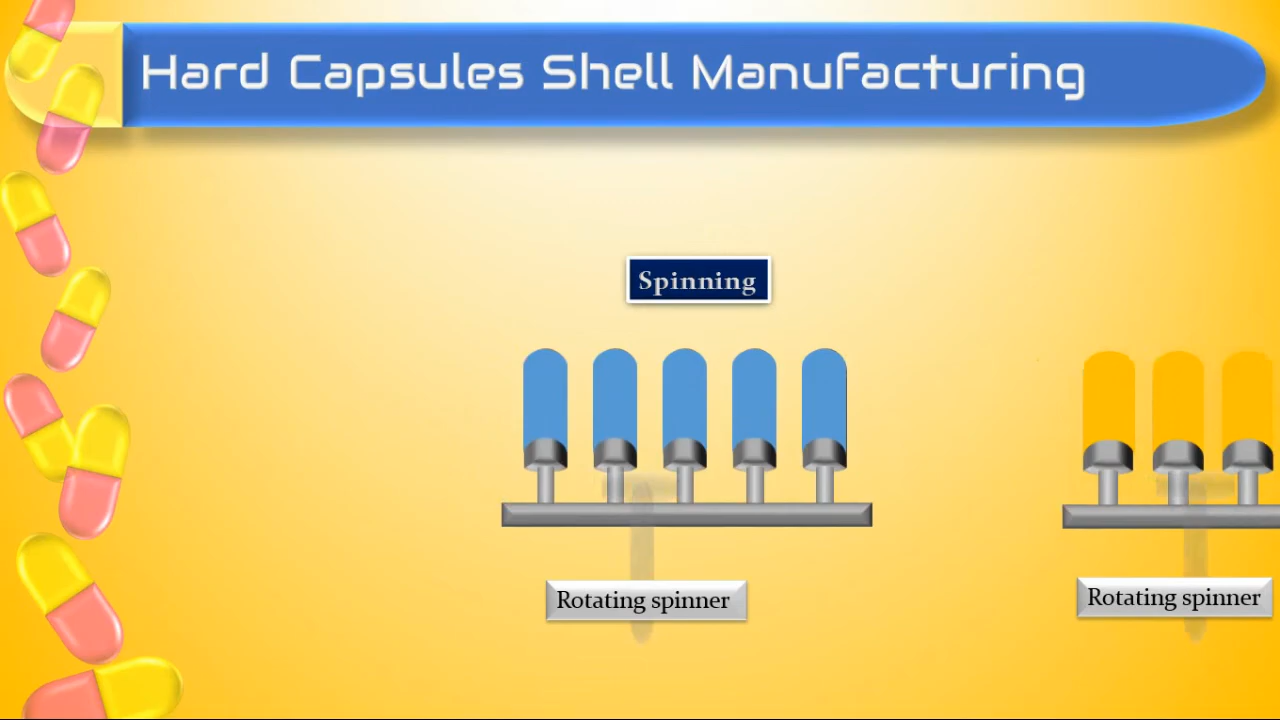 Hard Capsules Shell Manufacturing
Spinning
Rotating spinner
Rotating spinner